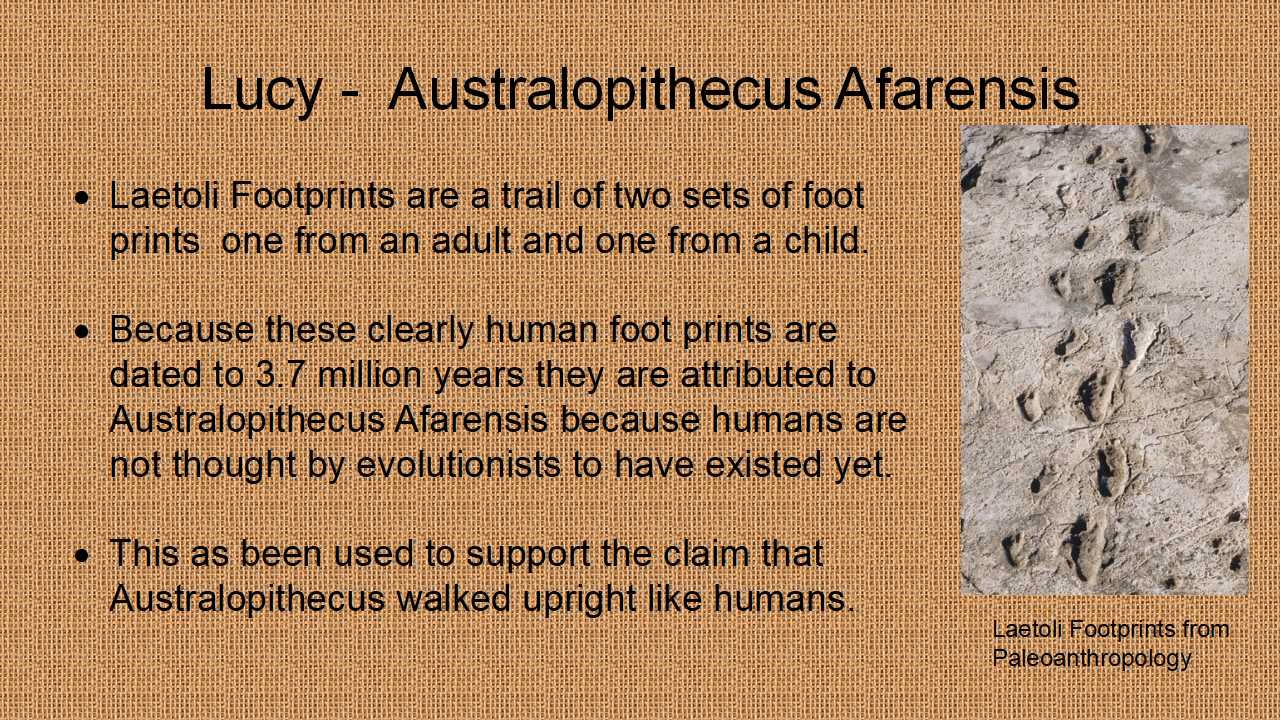 Lucy - Australopithecus Afarensis
• Laetoli Footprints are a trail of two sets of foot
prints one from an adult and one from a child.
• Because these clearly human foot prints are
dated to 3.7 million years they are attributed to
Australopithecus Afarensis because humans are
not thought by evolutionists to have existed yet.
• This as been used to support the claim that
Australopithecus walked upright like humans.
Laetoli Footprints from
Paleoanthropology